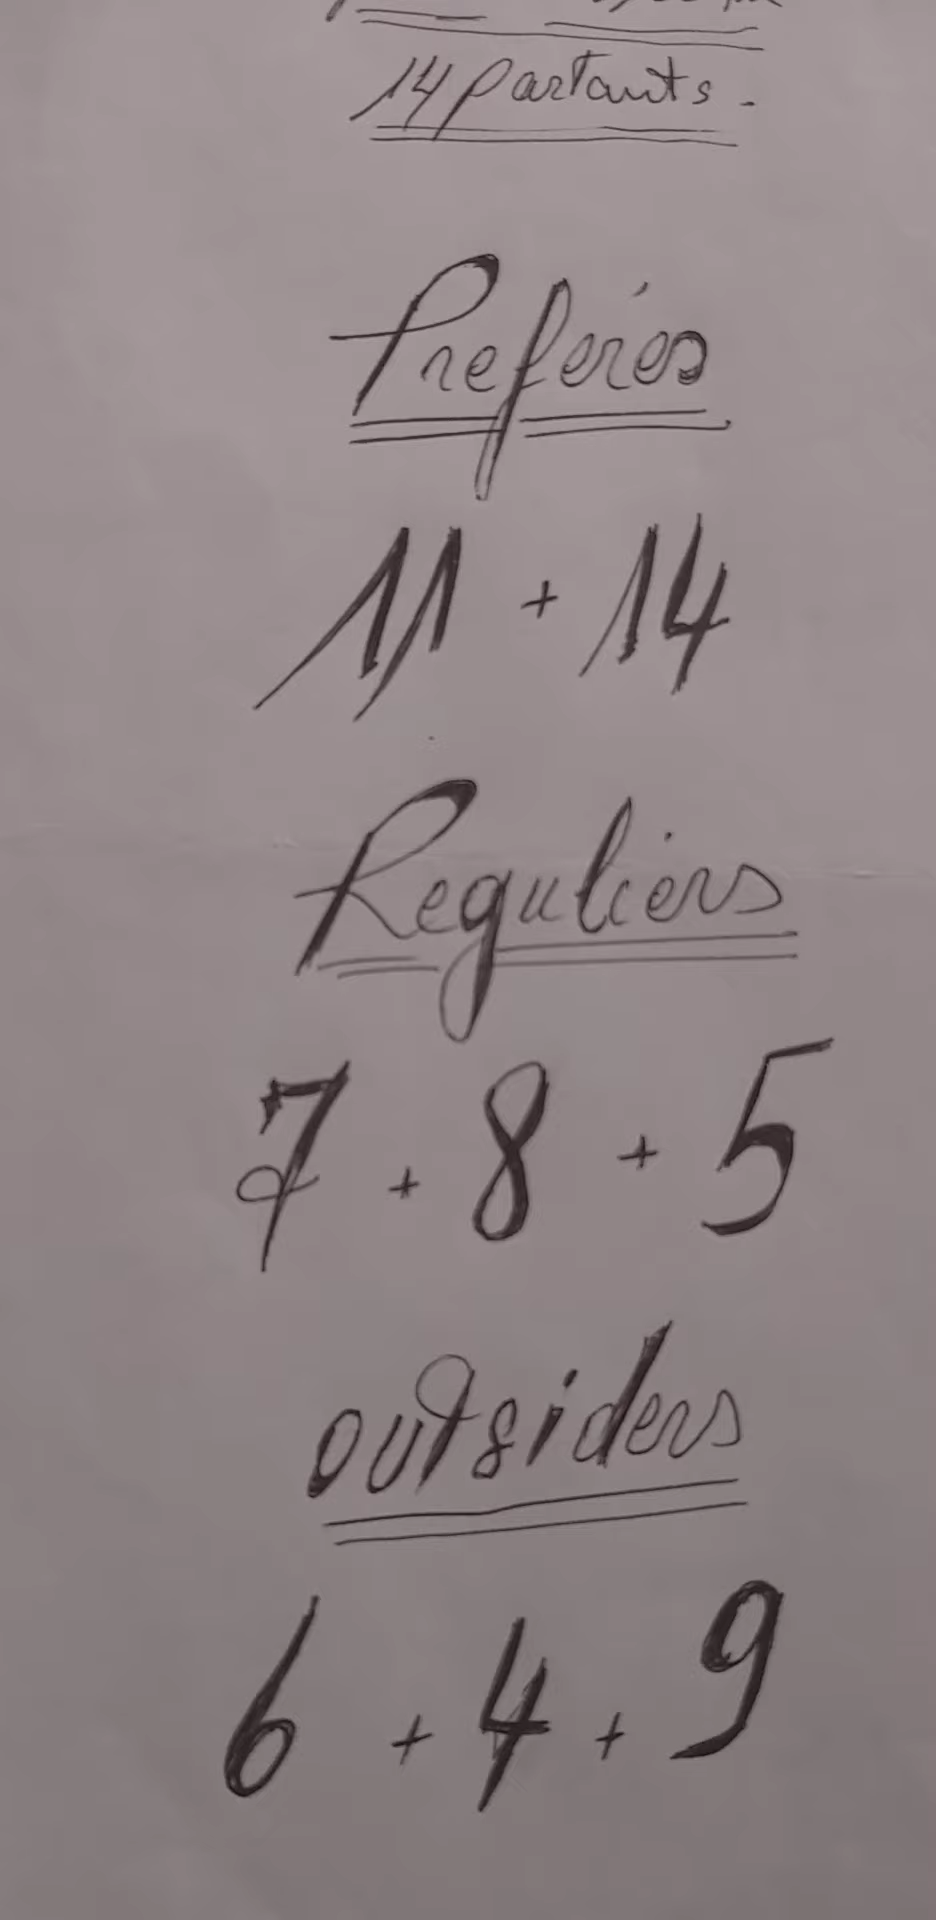 14 partants.
Preférés
11 + 14
Reguliers
7 + 8 + 5
outsiders
6 + 4 + 9